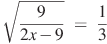 √(9/(2x−9)) = 1/3